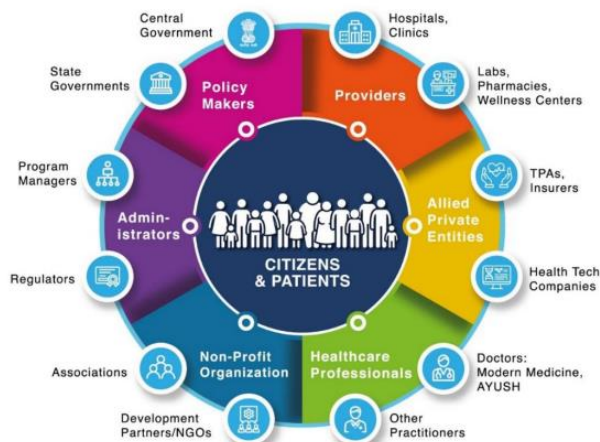 Central
Government
Hospitals,
Clinics
State
Governments
Policy
Makers
Providers
Labs,
Pharmacies,
Wellness Centers
Program
Managers
TPAs,
Insurers
Admin-
istrators
Allied
Private
Entities
CITIZENS
& PATIENTS
Regulators
Health Tech
Companies
Non-Profit
Organization
Healthcare
Professionals
Associations
Doctors:
Modern Medicine,
AYUSH
Development
Partners/NGOs
Other
Practitioners